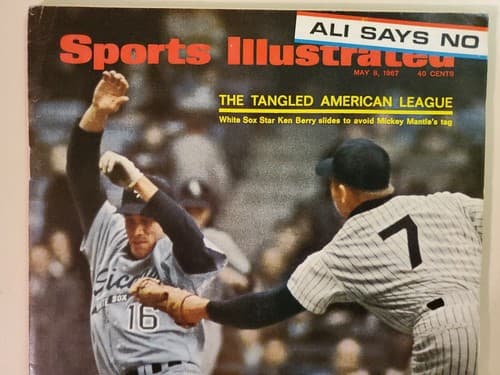 ALI SAYS NO
Sports Illustrated
MAY 8, 1967 40 CENTS
THE TANGLED AMERICAN LEAGUE
White Sox Star Ken Berry slides to avoid Mickey Mantle's tag
7
16